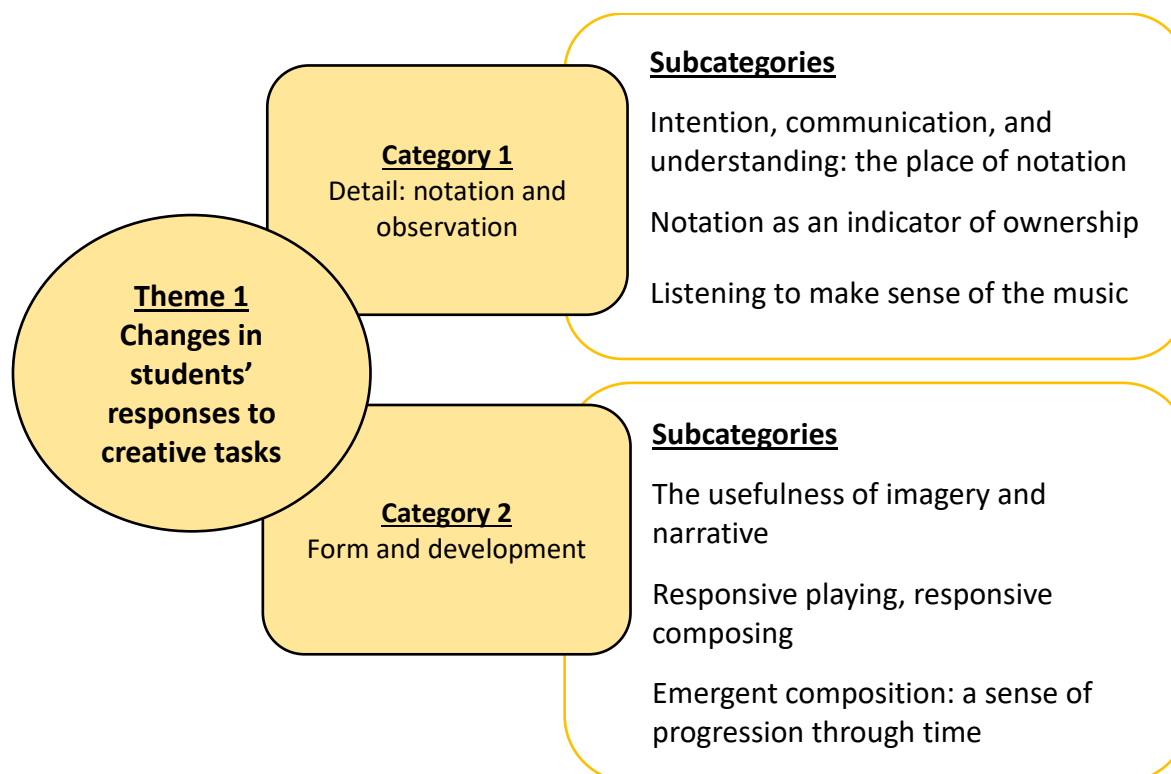 Theme 1
Changes in
students’
responses to
creative tasks
Category 1
Detail: notation and
observation
Subcategories
Intention, communication, and
understanding: the place of notation
Notation as an indicator of ownership
Listening to make sense of the music
Category 2
Form and development
Subcategories
The usefulness of imagery and
narrative
Responsive playing, responsive
composing
Emergent composition: a sense of
progression through time